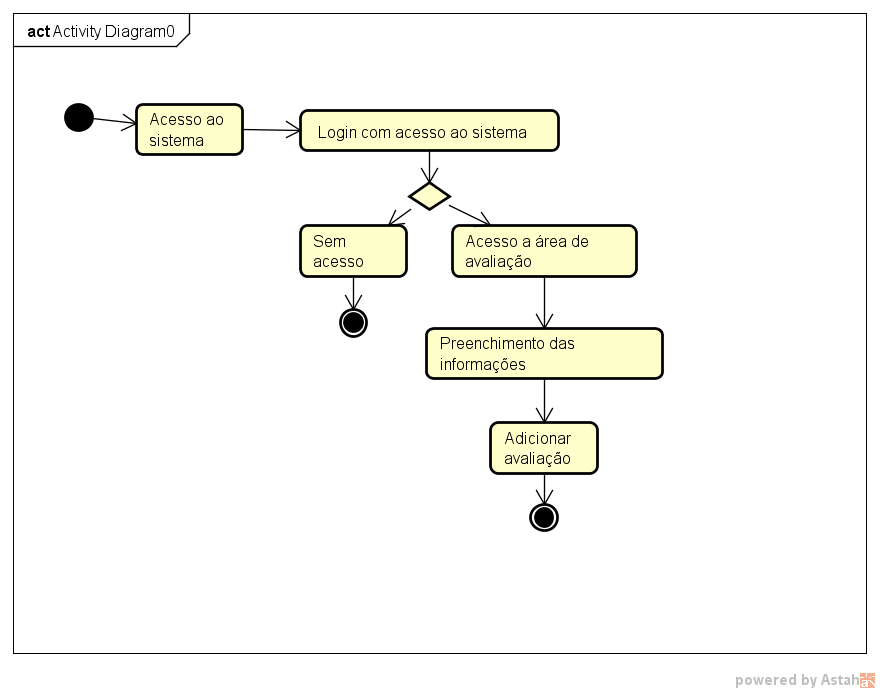 act Activity Diagram0
Acesso ao
sistema
Login com acesso ao sistema
Sem
acesso
Acesso a área de
avaliação
Preenchimento das
informações
Adicionar
avaliação
powered by Astah